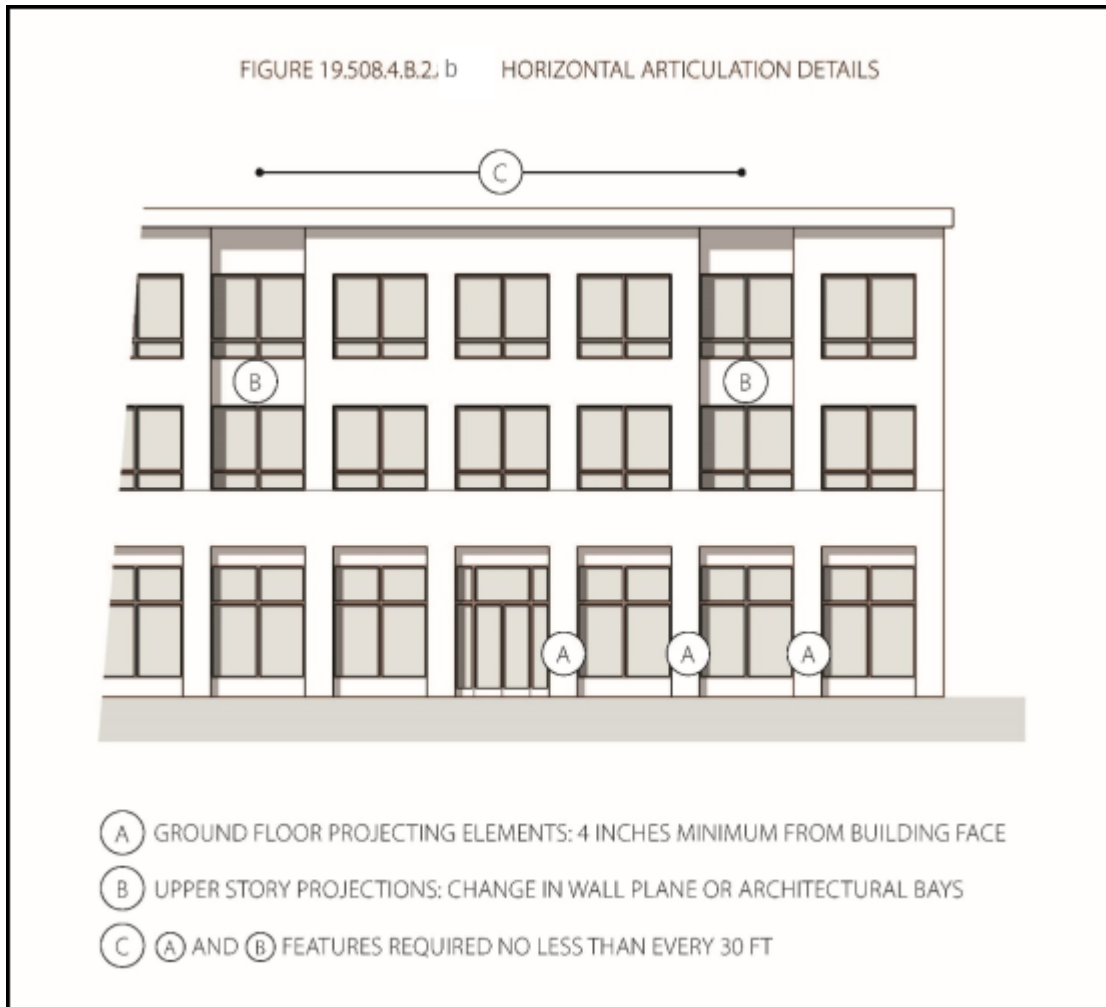 FIGURE 19.508.4.B.2. b HORIZONTAL ARTICULATION DETAILS
C
B B
A A A
A GROUND FLOOR PROJECTING ELEMENTS: 4 INCHES MINIMUM FROM BUILDING FACE
B UPPER STORY PROJECTIONS: CHANGE IN WALL PLANE OR ARCHITECTURAL BAYS
C A AND B FEATURES REQUIRED NO LESS THAN EVERY 30 FT